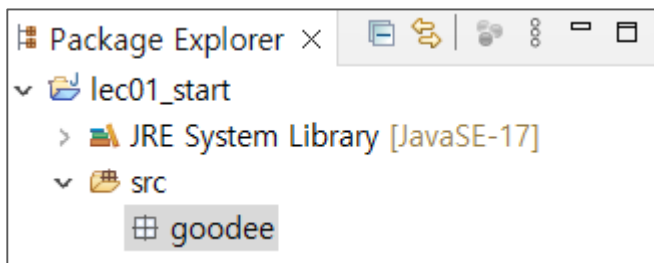 Package Explorer
lec01_start
JRE System Library [JavaSE-17]
src
goodee